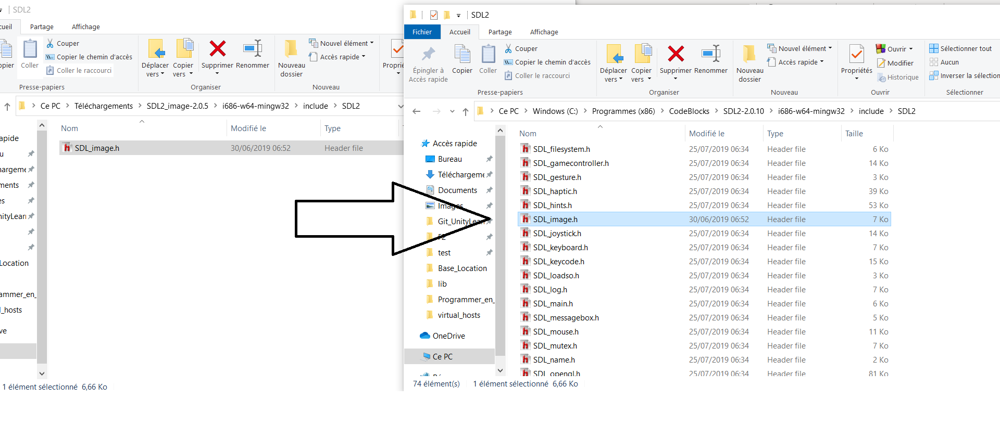 SDL2
cueil Partage Affichage
opier
Coller
Couper
Copier le chemin d'accès
Coller le raccourci
Presse-papiers
Déplacer vers
Copier vers
Supprimer
Renommer
Organiser
Nouveau dossier
Nouvel élément
Accès rapide
Nouveau
Proprié
Ce PC > Téléchargements > SDL2_image-2.0.5 > i686-w64-mingw32 > include > SDL2
Nom Modifié le Type
SDL_image.h 30/06/2019 06:52 Header file
apide
u
hargeme
ments
es
nityLearn
Location
ammer_en_
l_hosts
ve
1 élément sélectionné 6,66 Ko
SDL2
Fichier Accueil Partage Affichage
Épingler à Accès rapide
Copier
Coller
Couper
Copier le chemin d'accès
Coller le raccourci
Presse-papiers
Déplacer vers
Copier vers
Supprimer
Renommer
Organiser
Nouveau dossier
Nouvel élément
Accès rapide
Nouveau
Propriétés
Ouvrir
Modifier
Historique
Ouvrir
Sélectionner tout
Aucun
Inverser la sélection
Sélectionner
Ce PC > Windows (C:) > Programmes (x86) > CodeBlocks > SDL2-2.0.10 > i686-w64-mingw32 > include > SDL2
Accès rapide
Bureau
Téléchargeme
Documents
Images
Git_UnityLearn
F2
test
Base_Location
lib
Programmer_en_
virtual_hosts
OneDrive
Ce PC
Nom Modifié le Type Taille
SDL_filesystem.h 25/07/2019 06:34 Header file 6 Ko
SDL_gamecontroller.h 25/07/2019 06:34 Header file 14 Ko
SDL_gesture.h 25/07/2019 06:34 Header file 3 Ko
SDL_haptic.h 25/07/2019 06:34 Header file 39 Ko
SDL_hints.h 25/07/2019 06:34 Header file 53 Ko
SDL_image.h 30/06/2019 06:52 Header file 7 Ko
SDL_joystick.h 25/07/2019 06:34 Header file 14 Ko
SDL_keyboard.h 25/07/2019 06:34 Header file 7 Ko
SDL_keycode.h 25/07/2019 06:34 Header file 15 Ko
SDL_loadso.h 25/07/2019 06:34 Header file 3 Ko
SDL_log.h 25/07/2019 06:34 Header file 7 Ko
SDL_main.h 25/07/2019 06:34 Header file 6 Ko
SDL_messagebox.h 25/07/2019 06:34 Header file 5 Ko
SDL_mouse.h 25/07/2019 06:34 Header file 11 Ko
SDL_mutex.h 25/07/2019 06:34 Header file 7 Ko
SDL_name.h 25/07/2019 06:34 Header file 2 Ko
SDL_opengl.h 25/07/2019 06:34 Header file 81 Ko
74 élément(s) 1 élément sélectionné 6,66 Ko